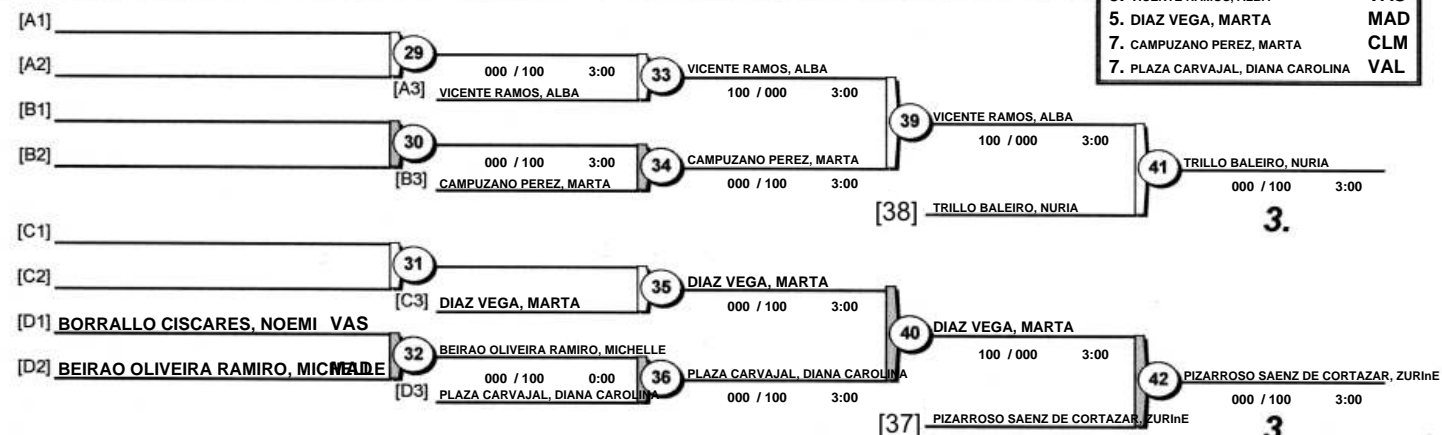 5. VICENTE RAMOS, ALBA VAS
5. DIAZ VEGA, MARTA MAD
7. CAMPUZANO PEREZ, MARTA CLM
7. PLAZA CARVAJAL, DIANA CAROLINA VAL
[A1]
29
[A2]
000 / 100 3:00
33
VICENTE RAMOS, ALBA
[A3]
VICENTE RAMOS, ALBA
100 / 000 3:00
[B1]
39
VICENTE RAMOS, ALBA
30
100 / 000 3:00
[B2]
000 / 100 3:00
34
CAMPUZANO PEREZ, MARTA
41
TRILLO BALEIRO, NURIA
[B3]
CAMPUZANO PEREZ, MARTA
000 / 100 3:00
000 / 100 3:00
[38]
TRILLO BALEIRO, NURIA
3.
[C1]
31
[C2]
35
DIAZ VEGA, MARTA
[C3]
DIAZ VEGA, MARTA
000 / 100 3:00
[D1] BORRALLO CISCARES, NOEMI VAS
40
DIAZ VEGA, MARTA
32
BEIRAO OLIVEIRA RAMIRO, MICHELLE
100 / 000 3:00
[D2] BEIRAO OLIVEIRA RAMIRO, MICHELLE MAD
000 / 100 0:00
36
PLAZA CARVAJAL, DIANA CAROLINA
42
PIZARROSO SAENZ DE CORTAZAR, ZURInE
[D3]
PLAZA CARVAJAL, DIANA CAROLINA
000 / 100 3:00
000 / 100 3:00
[37]
PIZARROSO SAENZ DE CORTAZAR, ZURInE
3